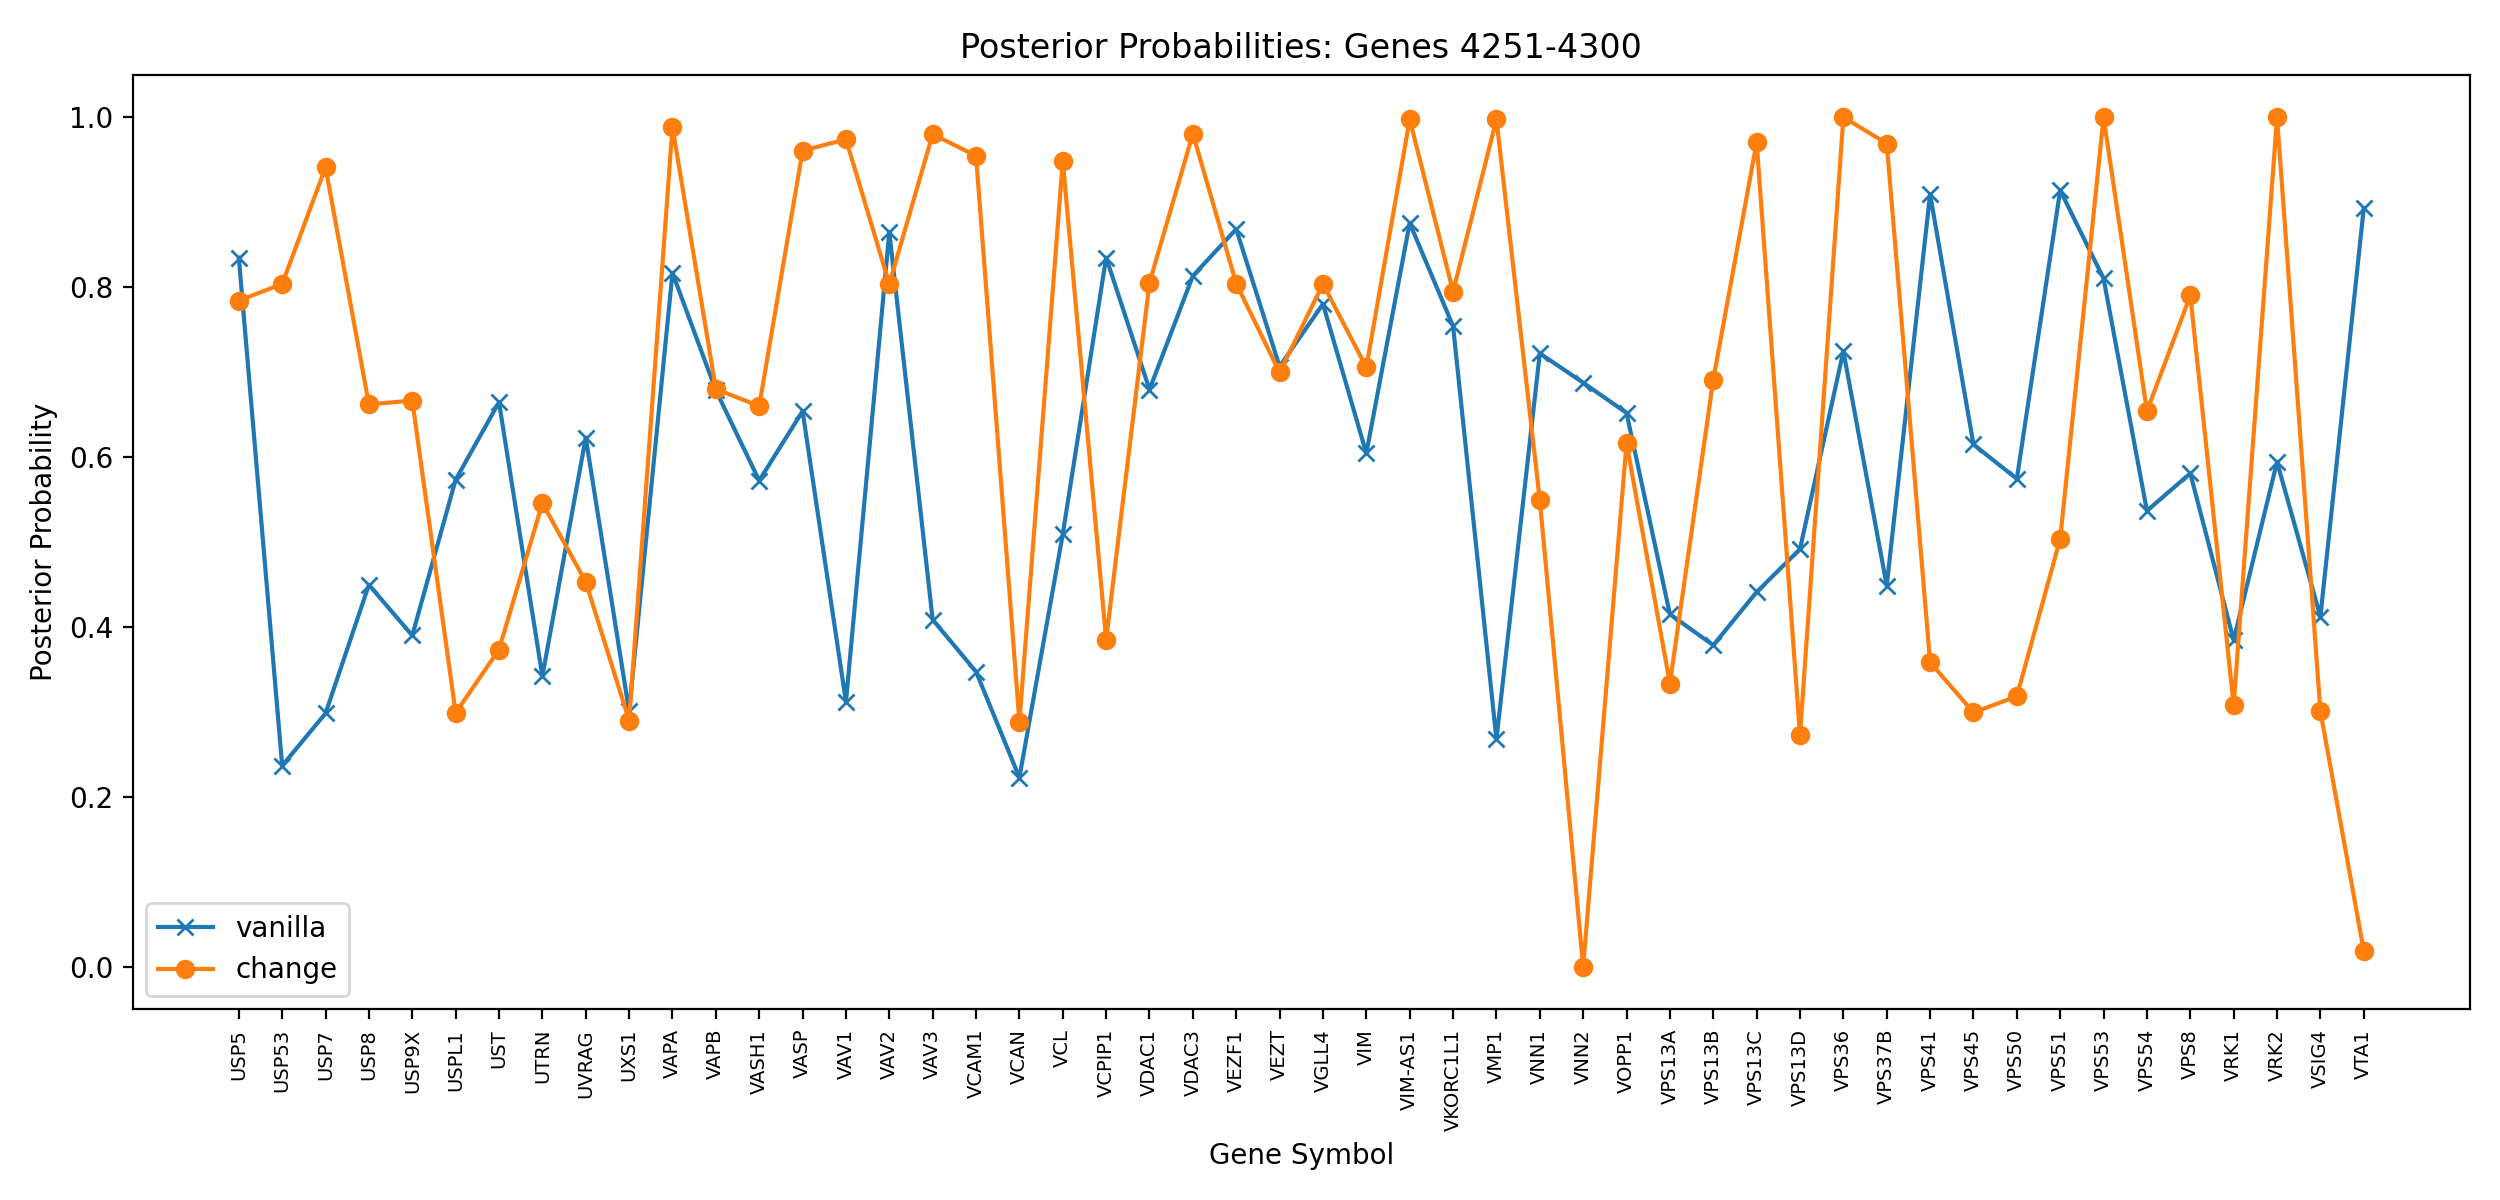 Posterior Probabilities: Genes 4251-4300
Posterior Probability
1.0
0.8
0.6
0.4
0.2
0.0
vanilla
change
USP5
USP53
USP7
USP8
USP9X
USPL1
UST
UTRN
UVRAG
UXS1
VAPA
VAPB
VASH1
VASP
VAV1
VAV2
VAV3
VCAM1
VCAN
VCL
VCPIP1
VDAC1
VDAC3
VEZF1
VEZT
VGLL4
VIM
VIM-AS1
VKORC1L1
VMP1
VNN1
VNN2
VOPP1
VPS13A
VPS13B
VPS13C
VPS13D
VPS36
VPS37B
VPS41
VPS45
VPS50
VPS51
VPS53
VPS54
VPS8
VRK1
VRK2
VSIG4
VTA1
Gene Symbol